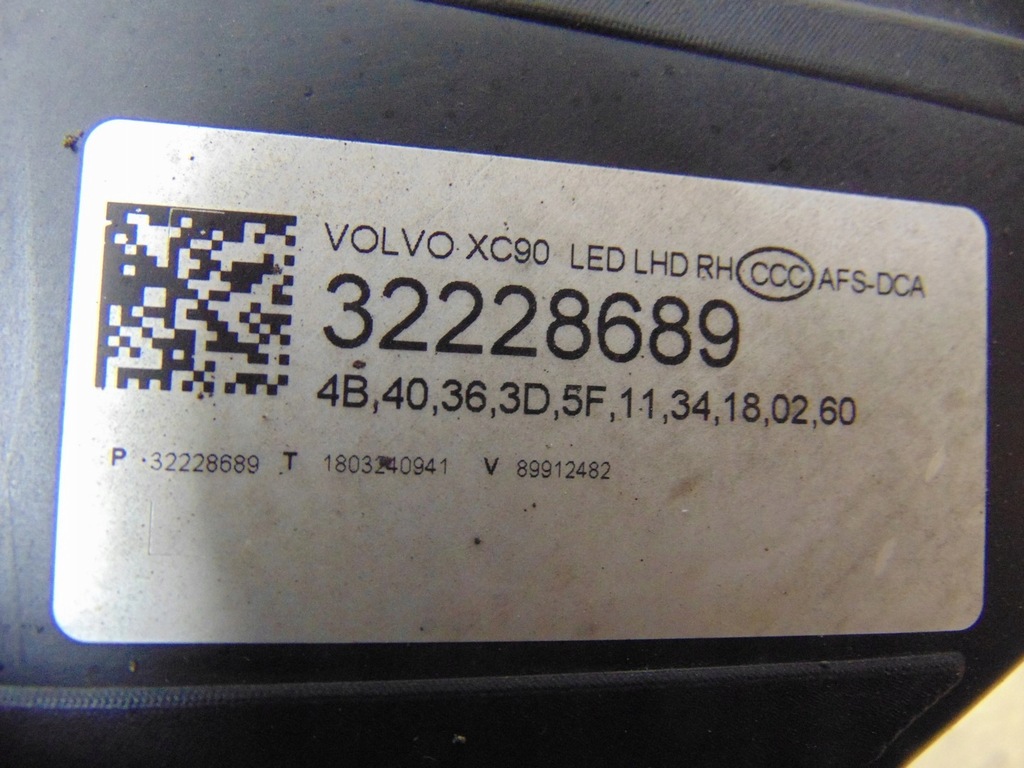 VOLVO XC90 LED LHD RH CCC AFS-DCA
32228689
4B,40,36,3D,5F,11,34,18,02,60
P 32228689 T 1803240941 V 89912482